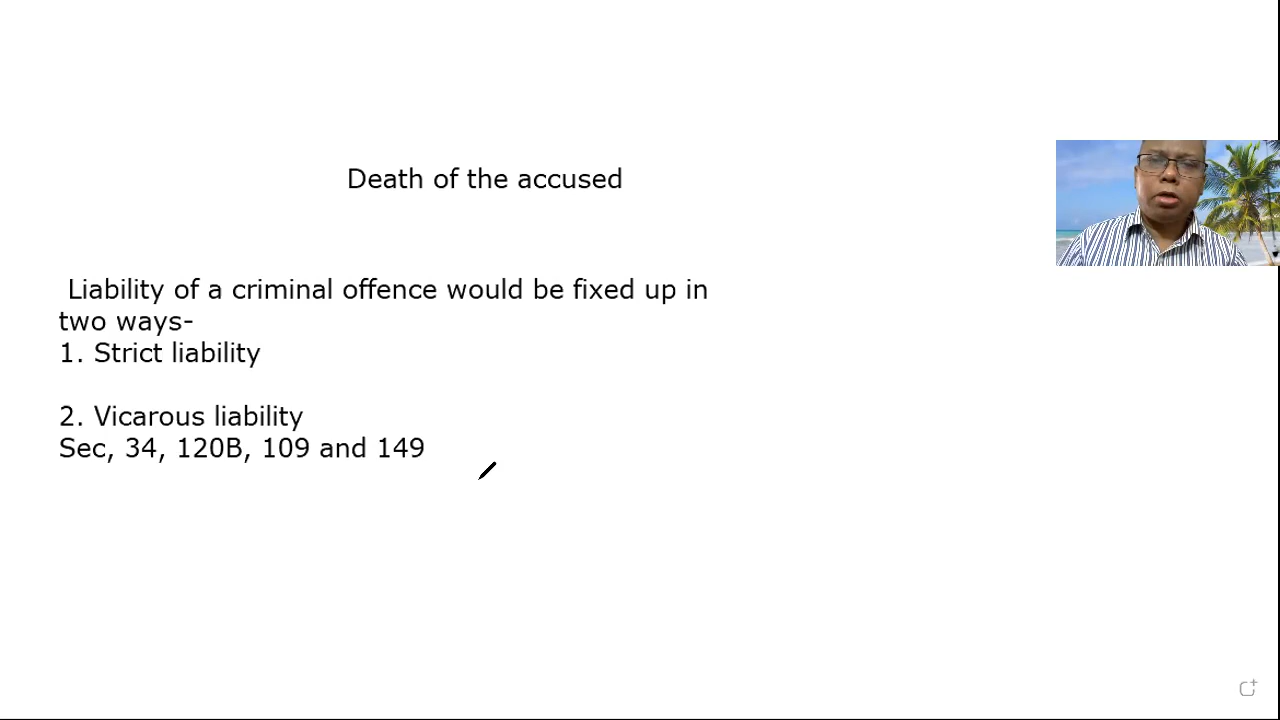 Death of the accused
Liability of a criminal offence would be fixed up in
two ways-
1. Strict liability
2. Vicarous liability
Sec, 34, 120B, 109 and 149